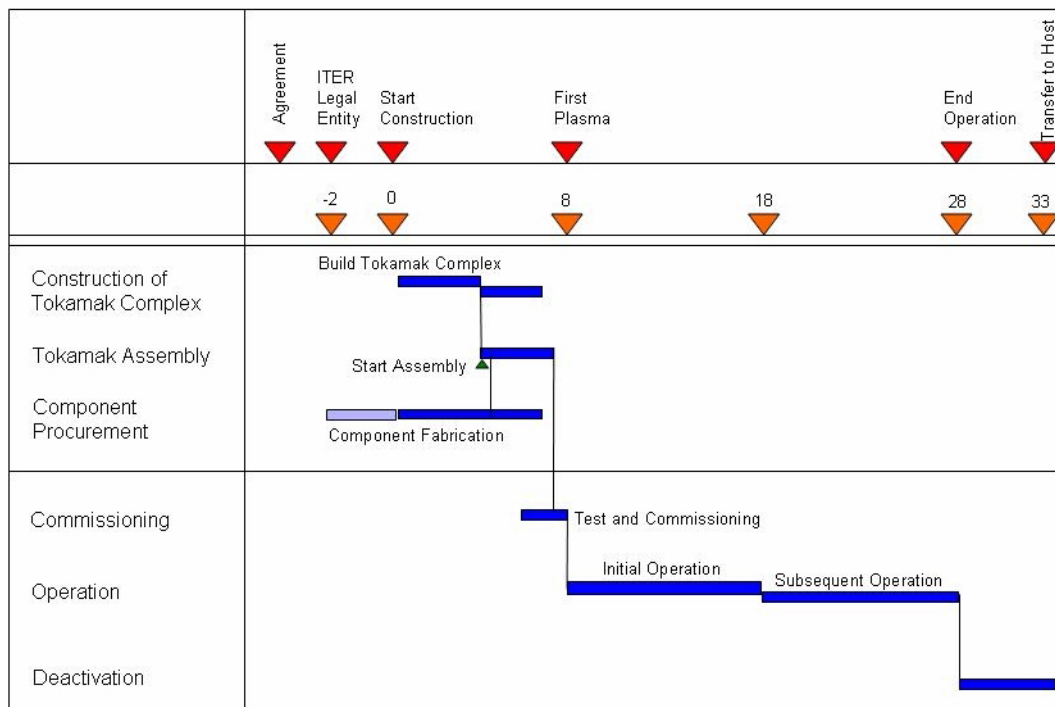 Agreement
ITER
Legal
Entity
Start
Construction
First
Plasma
End
Operation
Transfer to Host
-2
0
8
18
28
33
Construction of
Tokamak Complex
Build Tokamak Complex
Tokamak Assembly
Start Assembly
Component
Procurement
Component Fabrication
Commissioning
Test and Commissioning
Operation
Initial Operation
Subsequent Operation
Deactivation